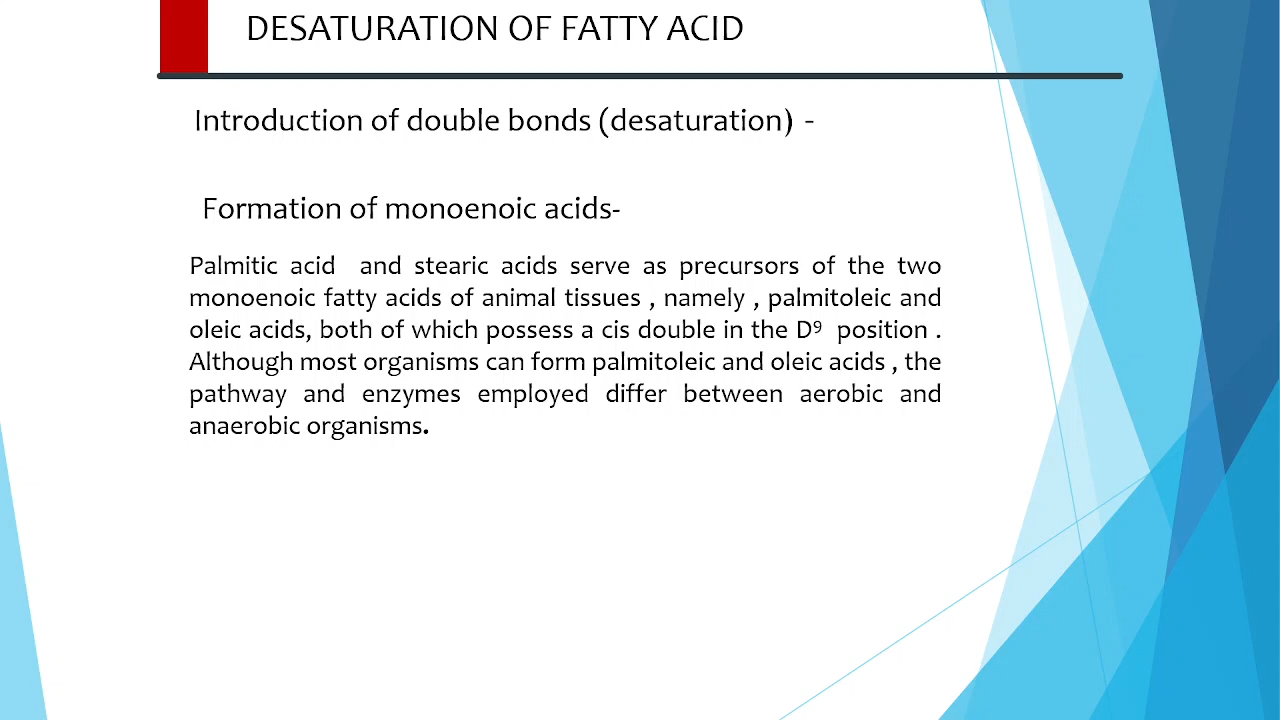 DESATURATION OF FATTY ACID
Introduction of double bonds (desaturation) -
Formation of monoenoic acids-
Palmitic acid and stearic acids serve as precursors of the two
monoenoic fatty acids of animal tissues , namely , palmitoleic and
oleic acids, both of which possess a cis double in the D⁹ position .
Although most organisms can form palmitoleic and oleic acids , the
pathway and enzymes employed differ between aerobic and
anaerobic organisms.